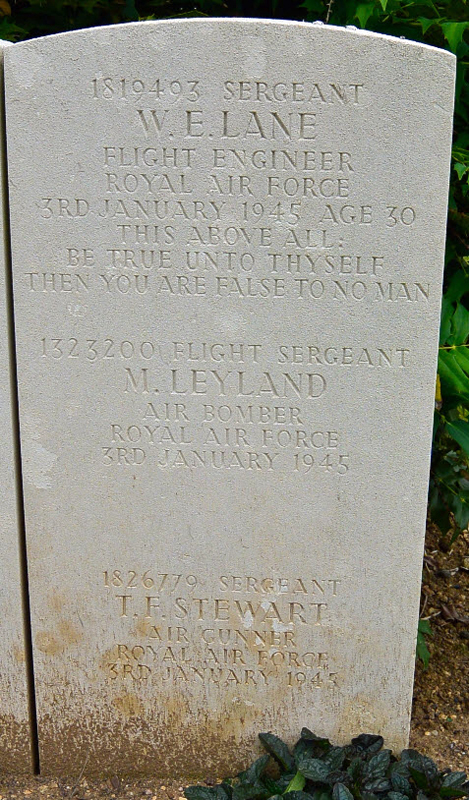 1819493 SERGEANT
W. E. LANE
FLIGHT ENGINEER
ROYAL AIR FORCE
3RD JANUARY 1945 AGE 30
THIS ABOVE ALL:
BE TRUE UNTO THYSELF
THEN YOU ARE FALSE TO NO MAN
1323200 FLIGHT SERGEANT
M. LEYLAND
AIR BOMBER
ROYAL AIR FORCE
3RD JANUARY 1945
1826779 SERGEANT
T. F. STEWART
AIR GUNNER
ROYAL AIR FORCE
3RD JANUARY 1945